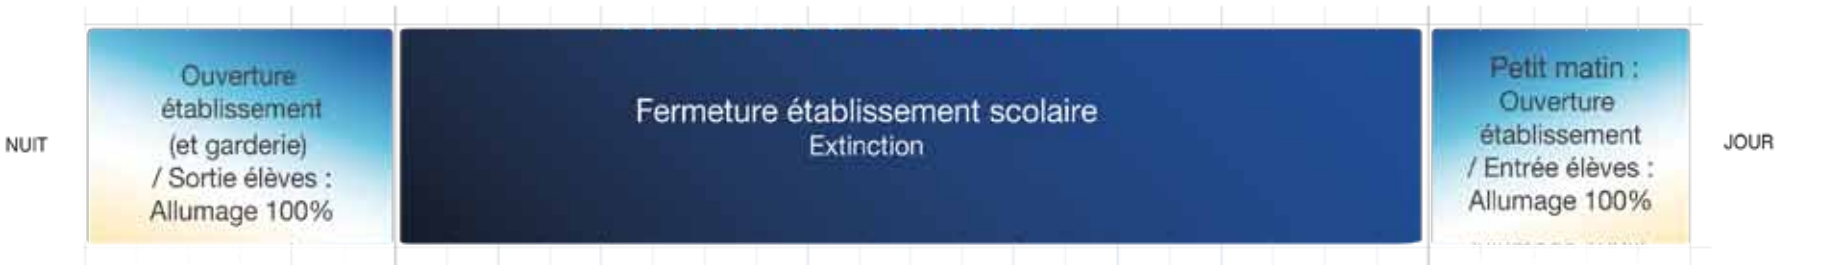 NUIT
Ouverture
établissement
(et garderie)
/ Sortie élèves :
Allumage 100%
Fermeture établissement scolaire
Extinction
Petit matin :
Ouverture
établissement
/ Entrée élèves :
Allumage 100%
JOUR